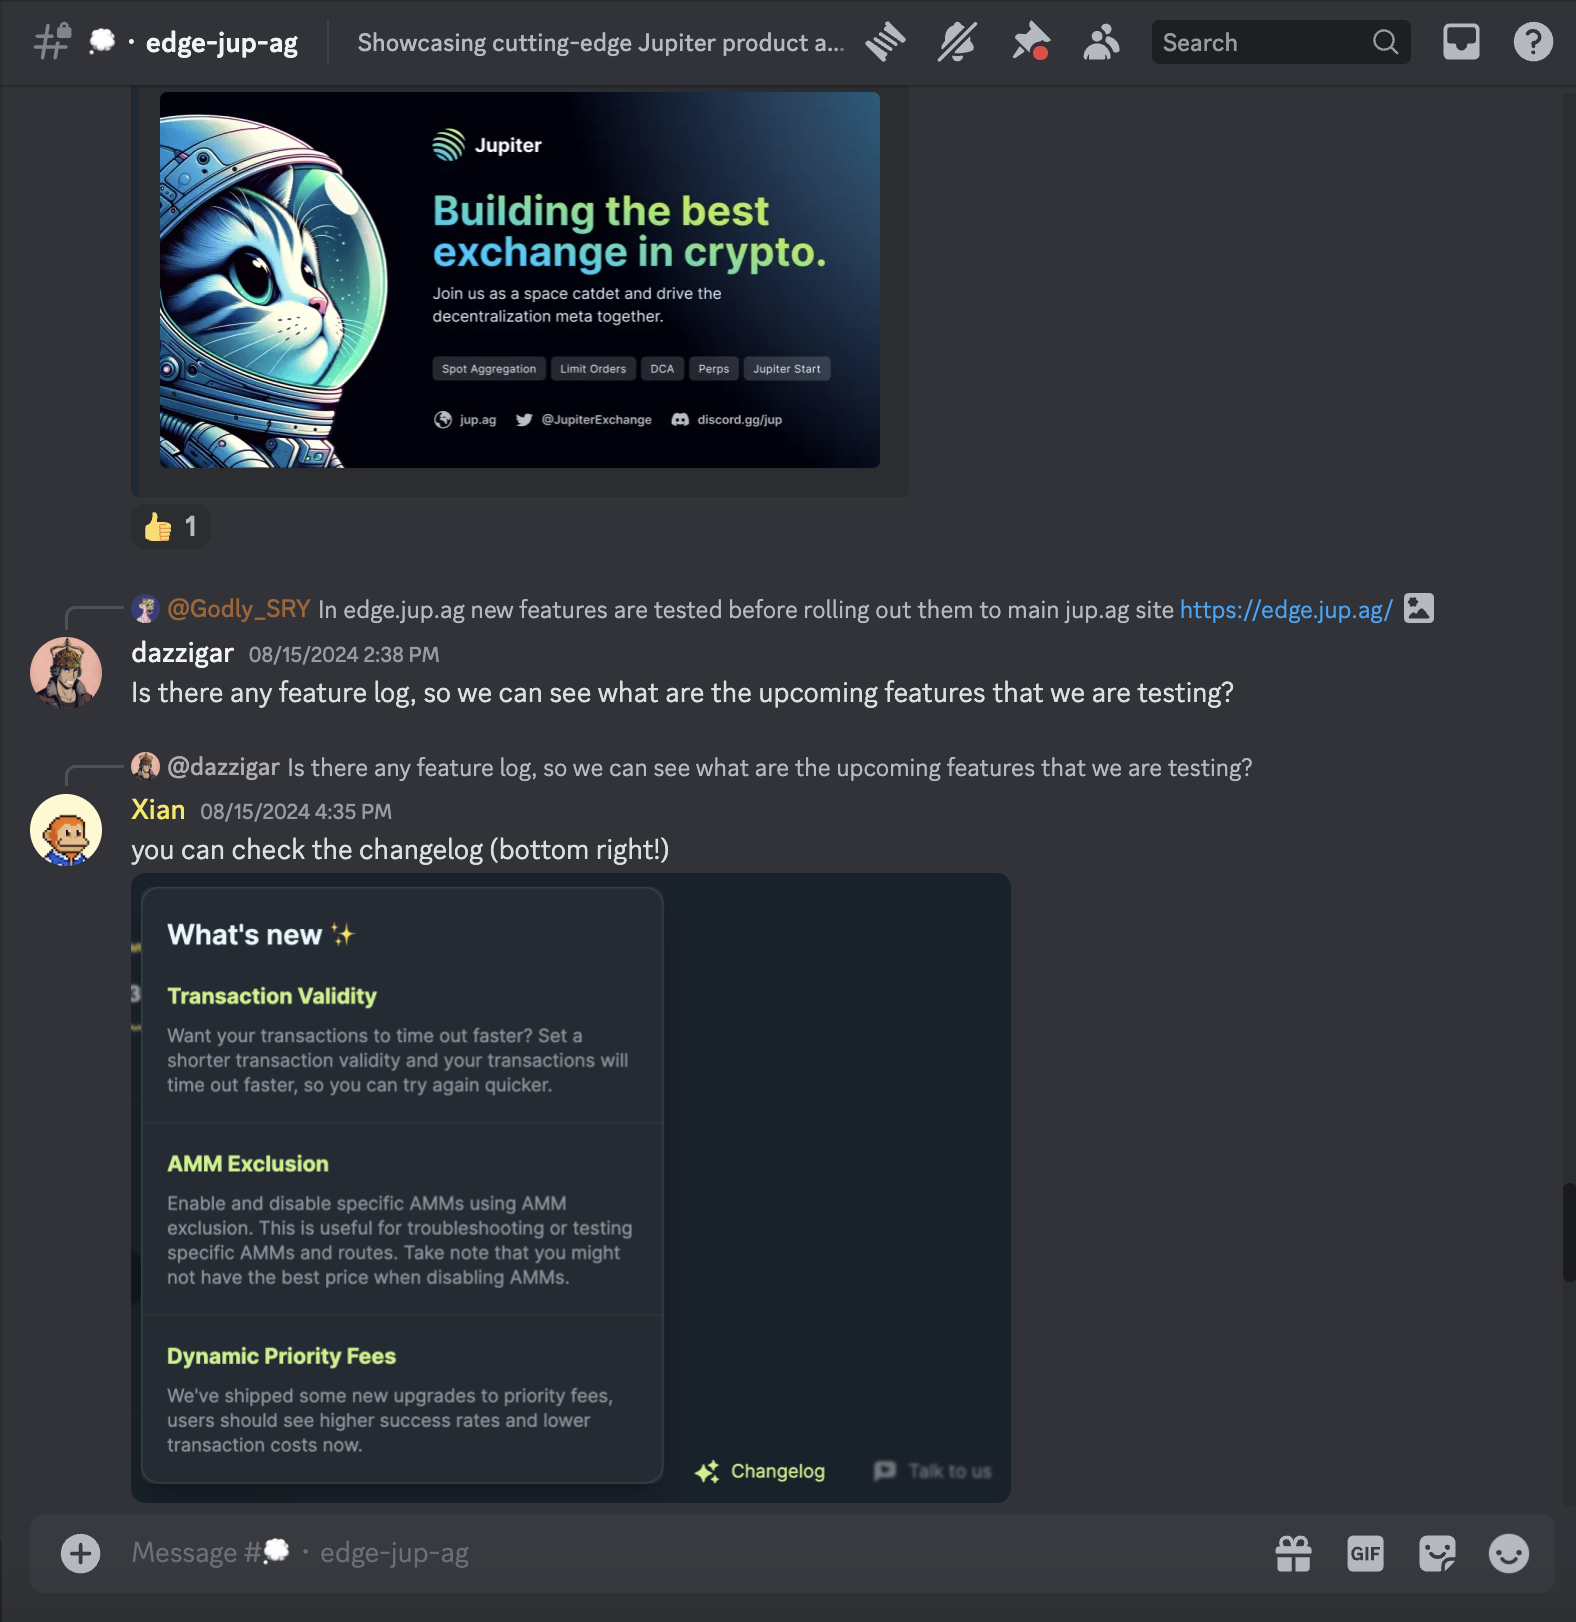 edge-jup-ag
Showcasing cutting-edge Jupiter product a...
Search
Jupiter
Building the best
exchange in crypto.
Join us as a space catdet and drive the
decentralization meta together.
Spot Aggregation Limit Orders DCA Perps Jupiter Start
jup.ag @JupiterExchange discord.gg/jup
👍 1
@Godly_SRY In edge.jup.ag new features are tested before rolling out them to main jup.ag site https://edge.jup.ag/
dazzigar 08/15/2024 2:38 PM
Is there any feature log, so we can see what are the upcoming features that we are testing?
@dazzigar Is there any feature log, so we can see what are the upcoming features that we are testing?
Xian 08/15/2024 4:35 PM
you can check the changelog (bottom right!)
What's new ✨
3
Transaction Validity
Want your transactions to time out faster? Set a
shorter transaction validity and your transactions will
time out faster, so you can try again quicker.
AMM Exclusion
Enable and disable specific AMMs using AMM
exclusion. This is useful for troubleshooting or testing
specific AMMs and routes. Take note that you might
not have the best price when disabling AMMs.
Dynamic Priority Fees
We've shipped some new upgrades to priority fees,
users should see higher success rates and lower
transaction costs now.
Changelog Talk to us
Message #💭 · edge-jup-ag
GIF